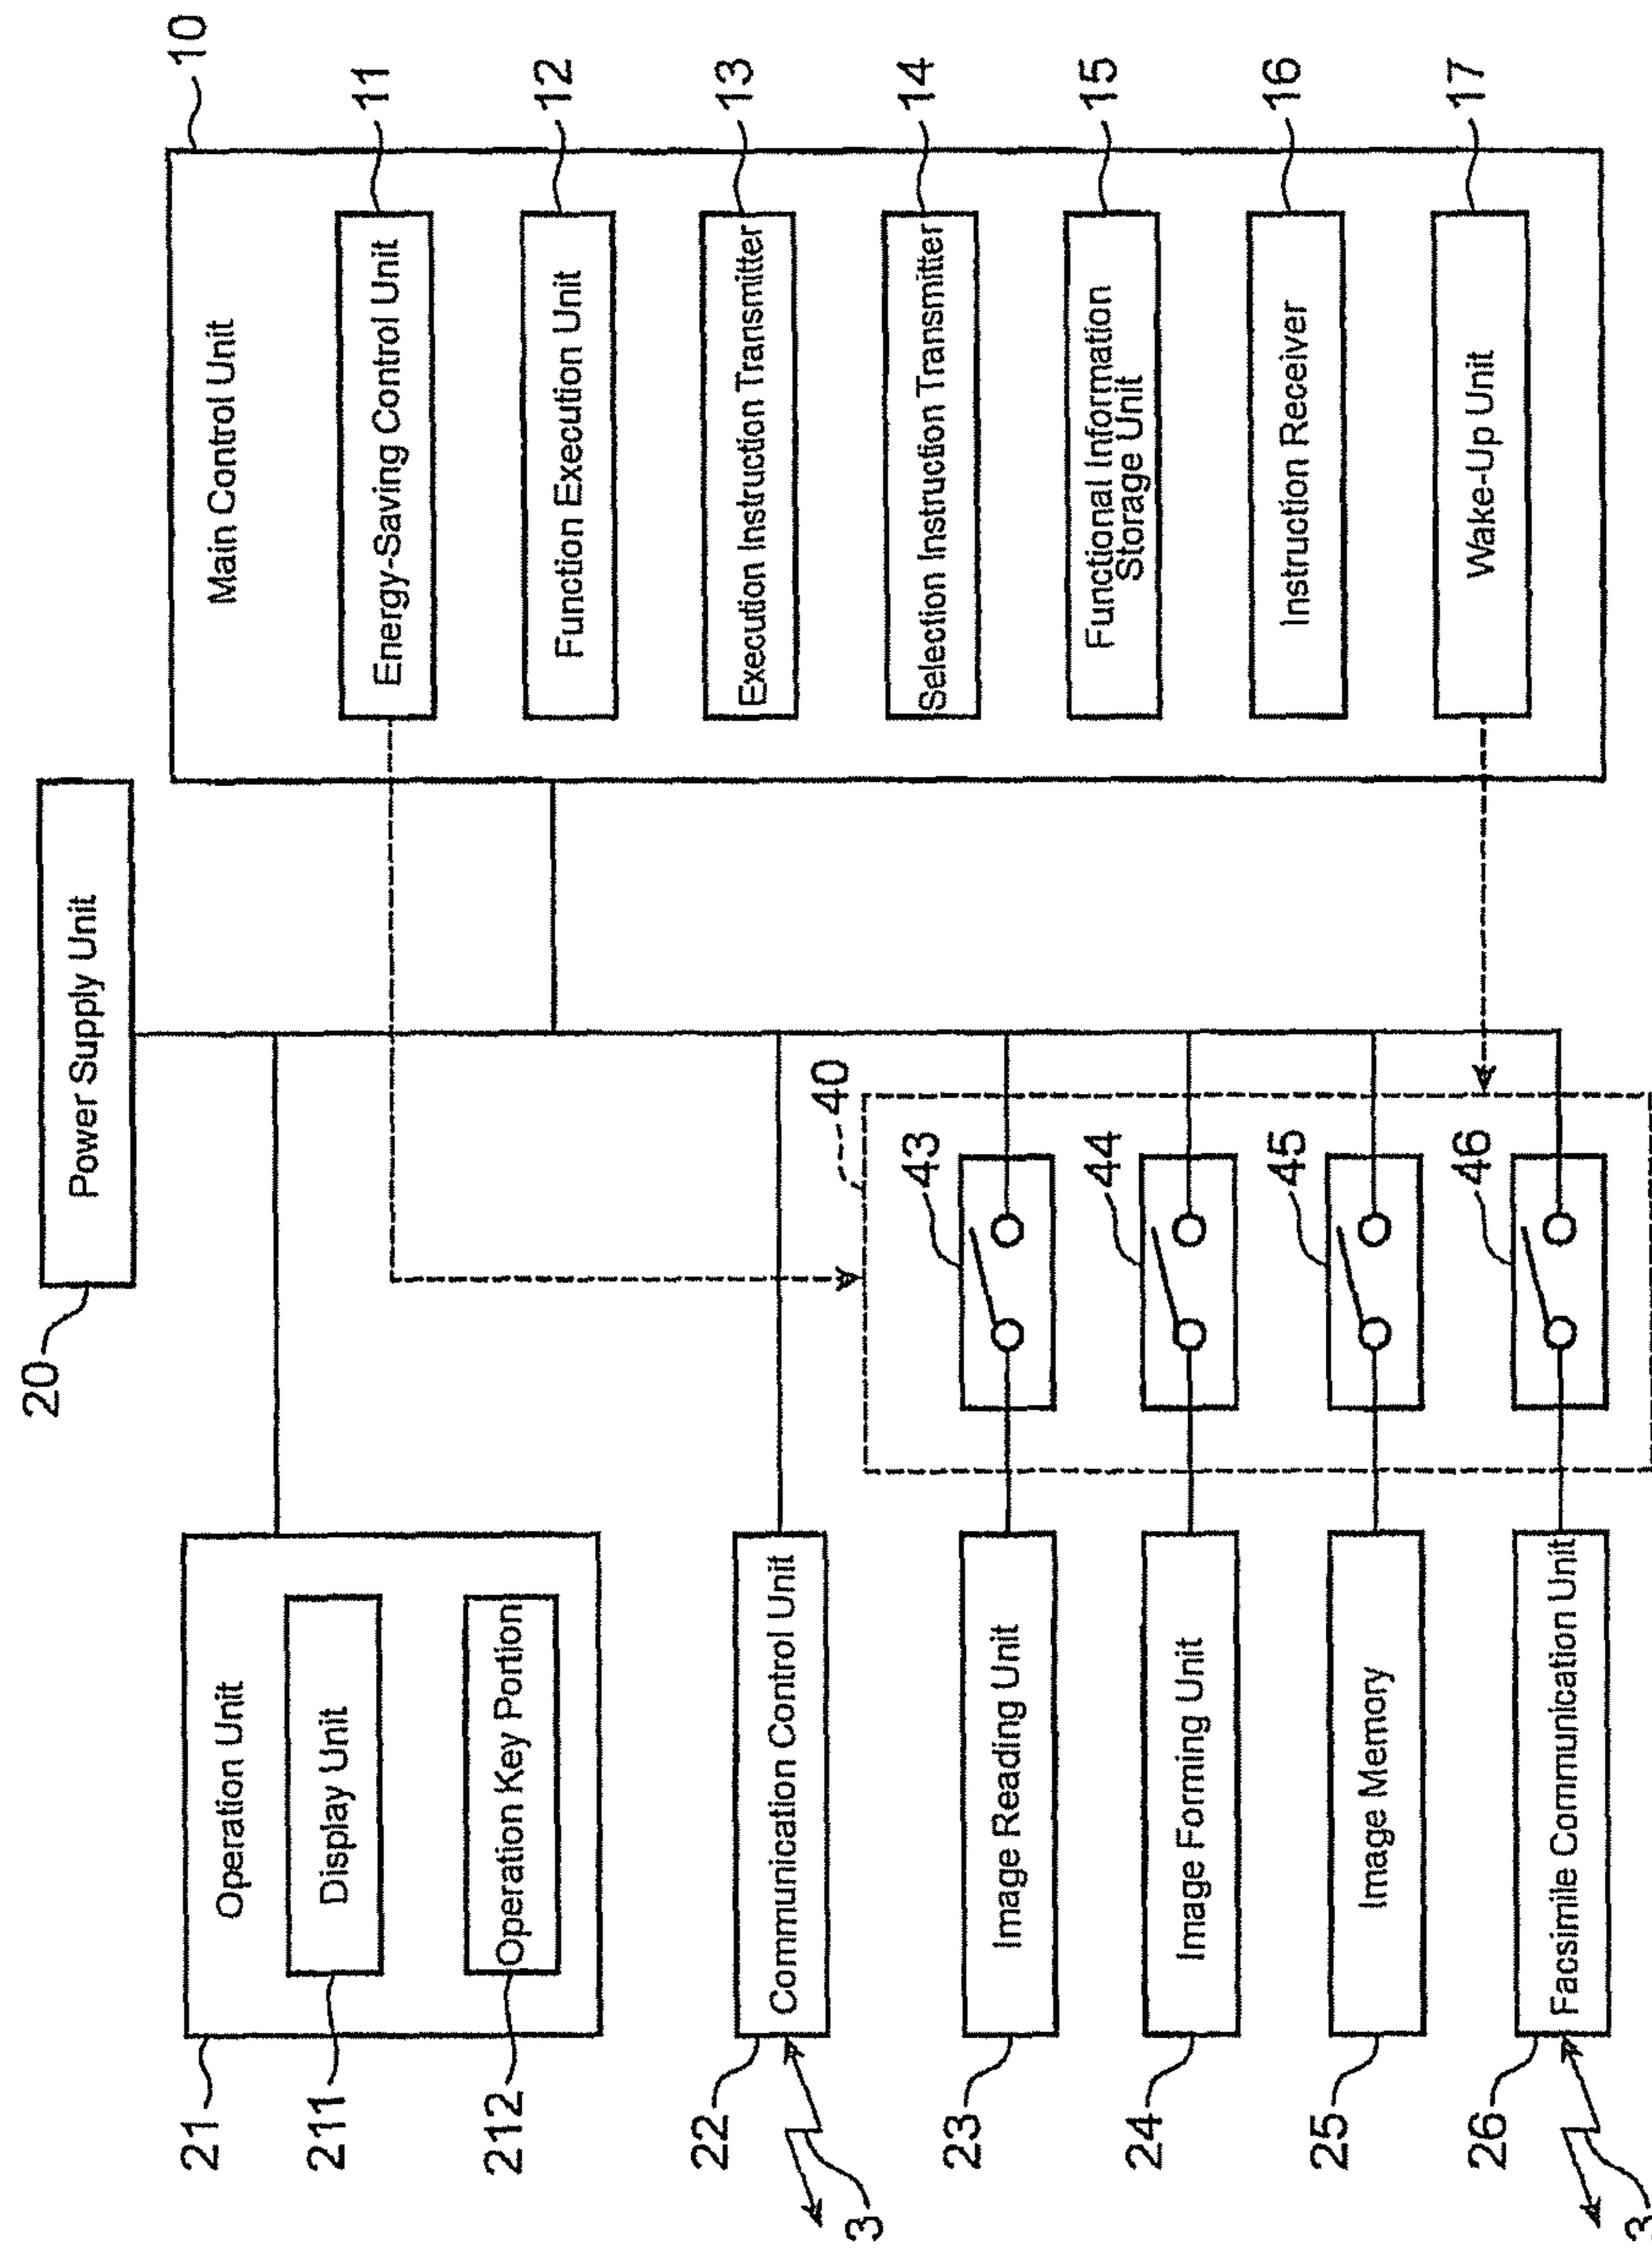 20
Power Supply Unit
21
Operation Unit
211
Display Unit
212
Operation Key Portion
22
Communication Control Unit
3
23
Image Reading Unit
24
Image Forming Unit
25
Image Memory
26
Facsimile Communication Unit
3
40
43
44
45
46
10
Main Control Unit
11
Energy-Saving Control Unit
12
Function Execution Unit
13
Execution Instruction Transmitter
14
Selection Instruction Transmitter
15
Functional Information
Storage Unit
16
Instruction Receiver
17
Wake-Up Unit